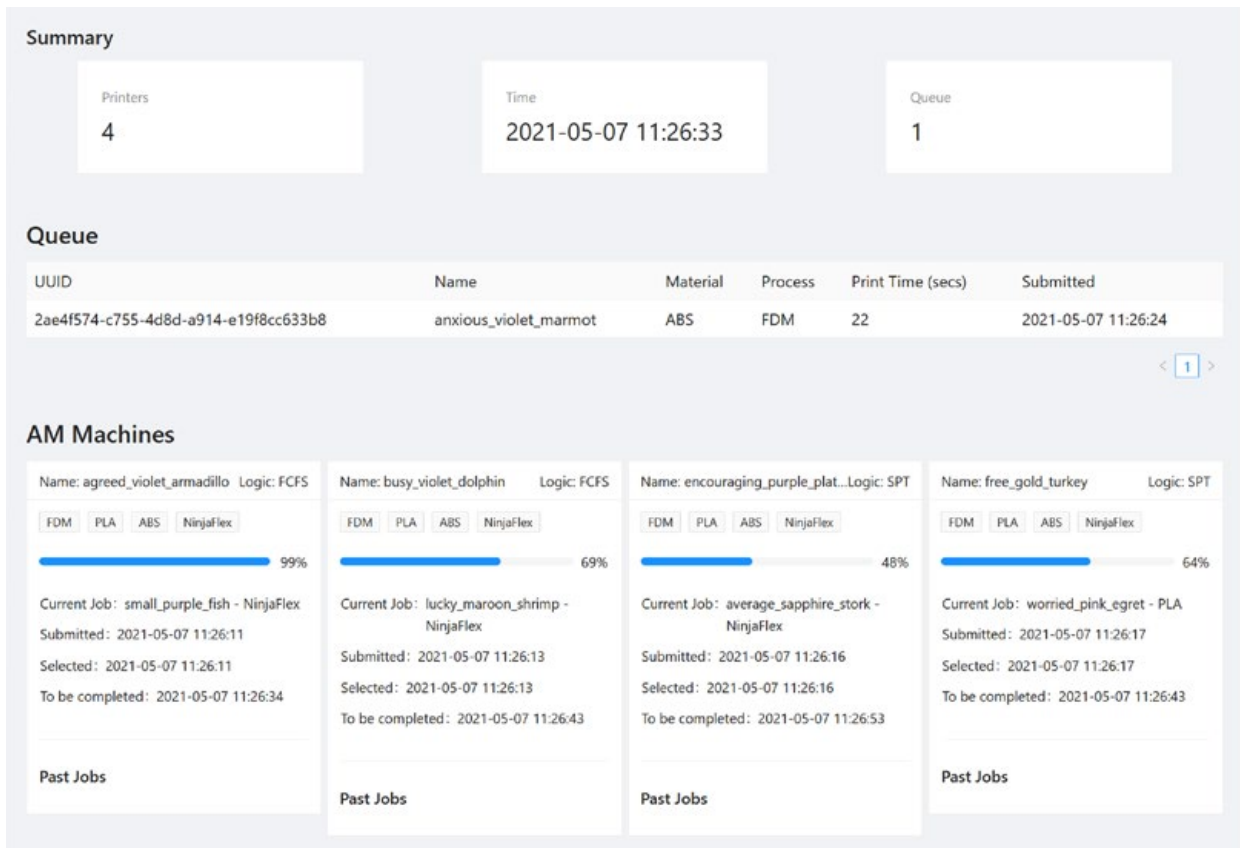 Summary
Printers
4
Time
2021-05-07 11:26:33
Queue
1
Queue
UUID Name Material Process Print Time (secs) Submitted
2ae4f574-c755-4d8d-a914-e19f8cc633b8 anxious_violet_marmot ABS FDM 22 2021-05-07 11:26:24
< 1 >
AM Machines
Name: agreed_violet_armadillo Logic: FCFS
FDM PLA ABS NinjaFlex
99%
Current Job: small_purple_fish - NinjaFlex
Submitted: 2021-05-07 11:26:11
Selected: 2021-05-07 11:26:11
To be completed: 2021-05-07 11:26:34
Past Jobs
Name: busy_violet_dolphin Logic: FCFS
FDM PLA ABS NinjaFlex
69%
Current Job: lucky_maroon_shrimp -
NinjaFlex
Submitted: 2021-05-07 11:26:13
Selected: 2021-05-07 11:26:13
To be completed: 2021-05-07 11:26:43
Past Jobs
Name: encouraging_purple_plat...Logic: SPT
FDM PLA ABS NinjaFlex
48%
Current Job: average_sapphire_stork -
NinjaFlex
Submitted: 2021-05-07 11:26:16
Selected: 2021-05-07 11:26:16
To be completed: 2021-05-07 11:26:53
Past Jobs
Name: free_gold_turkey Logic: SPT
FDM PLA ABS NinjaFlex
64%
Current Job: worried_pink_egret - PLA
Submitted: 2021-05-07 11:26:17
Selected: 2021-05-07 11:26:17
To be completed: 2021-05-07 11:26:43
Past Jobs